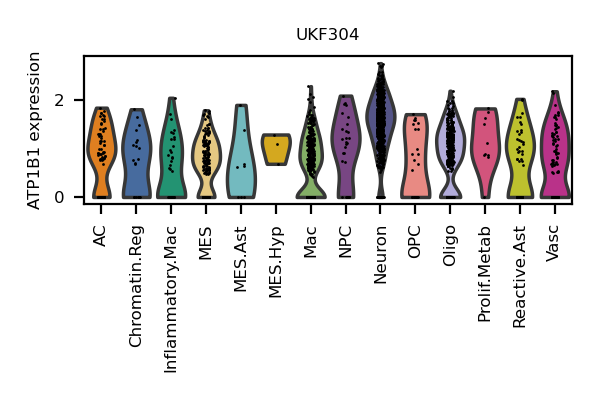 UKF304
ATP1B1 expression
2
0
AC
Chromatin.Reg
Inflammatory.Mac
MES
MES.Ast
MES.Hyp
Mac
NPC
Neuron
OPC
Oligo
Prolif.Metab
Reactive.Ast
Vasc